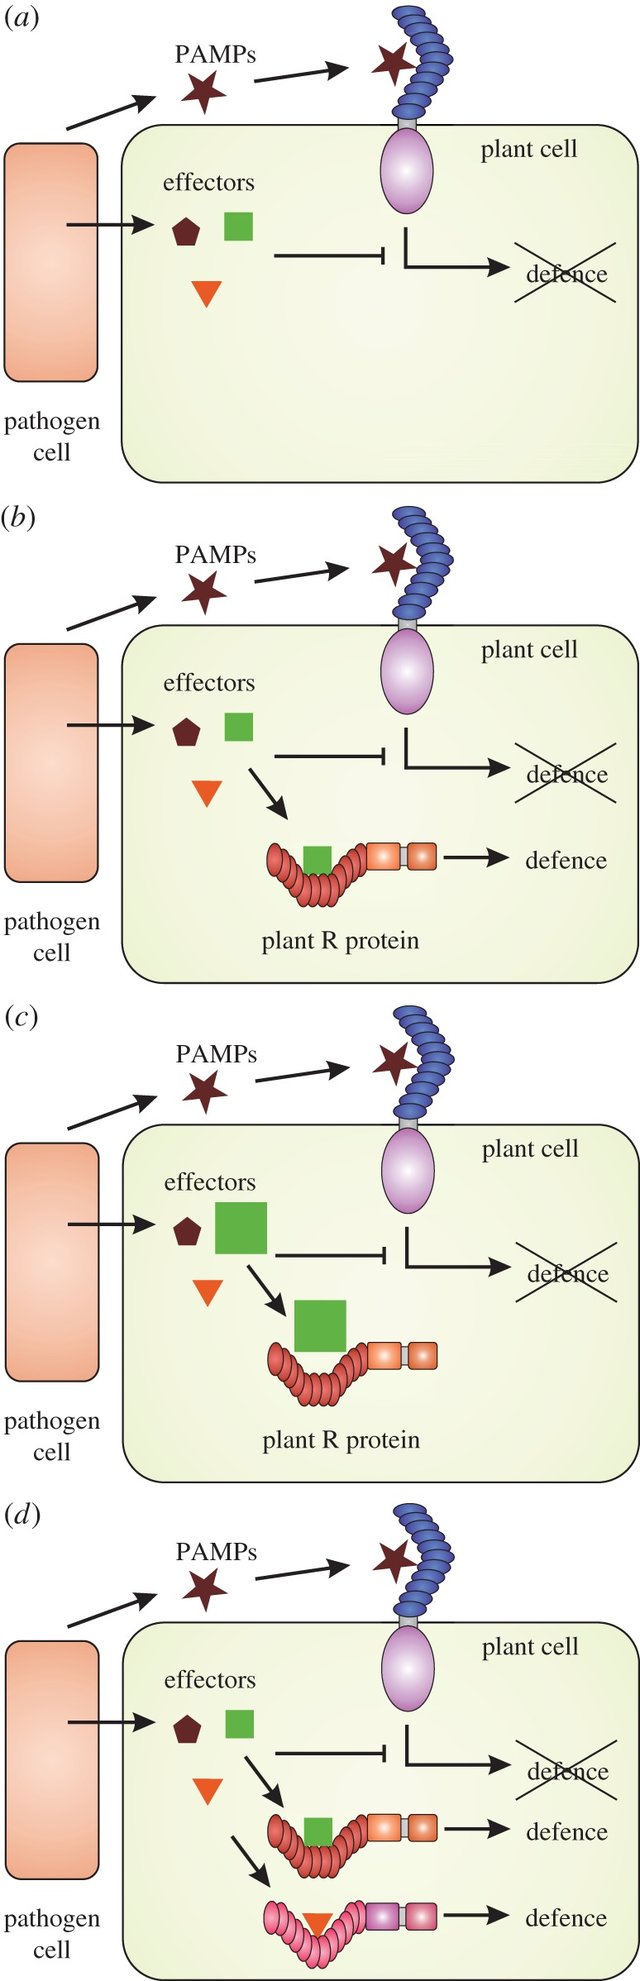 (a)
PAMPs
plant cell
effectors
defence
pathogen
cell
(b)
PAMPs
plant cell
effectors
defence
defence
pathogen
cell
plant R protein
(c)
PAMPs
plant cell
effectors
defence
pathogen
cell
plant R protein
(d)
PAMPs
plant cell
effectors
defence
defence
pathogen
cell
defence